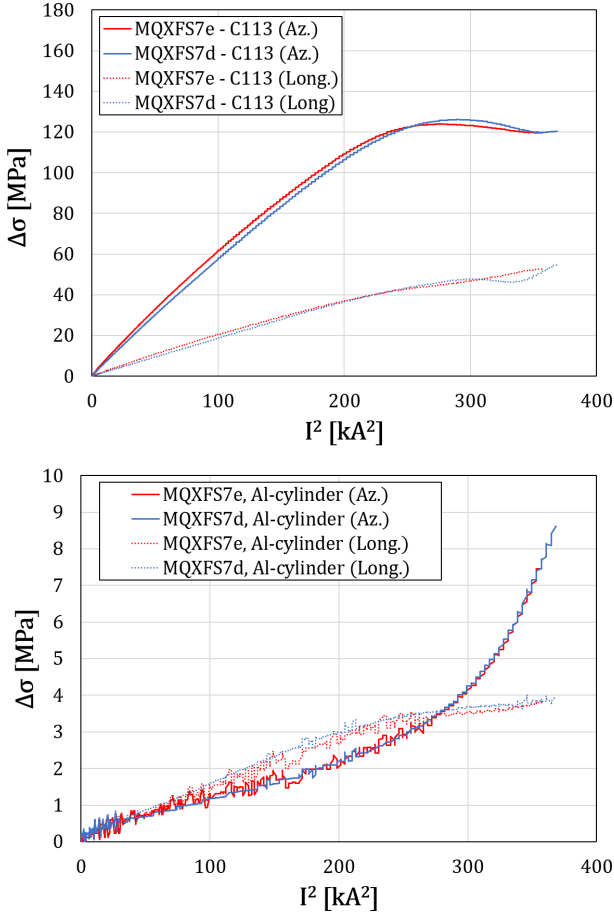 180
160
140
120
100
80
60
40
20
0
Δσ [MPa]
MQXFS7e - C113 (Az.)
MQXFS7d - C113 (Az.)
MQXFS7e - C113 (Long.)
MQXFS7d - C113 (Long)
0 100 200 300 400
I² [kA²]
10
9
8
7
6
5
4
3
2
1
0
Δσ [MPa]
MQXFS7e, Al-cylinder (Az.)
MQXFS7d, Al-cylinder (Az.)
MQXFS7e, Al-cylinder (Long.)
MQXFS7d, Al-cylinder (Long.)
0 100 200 300 400
I² [kA²]